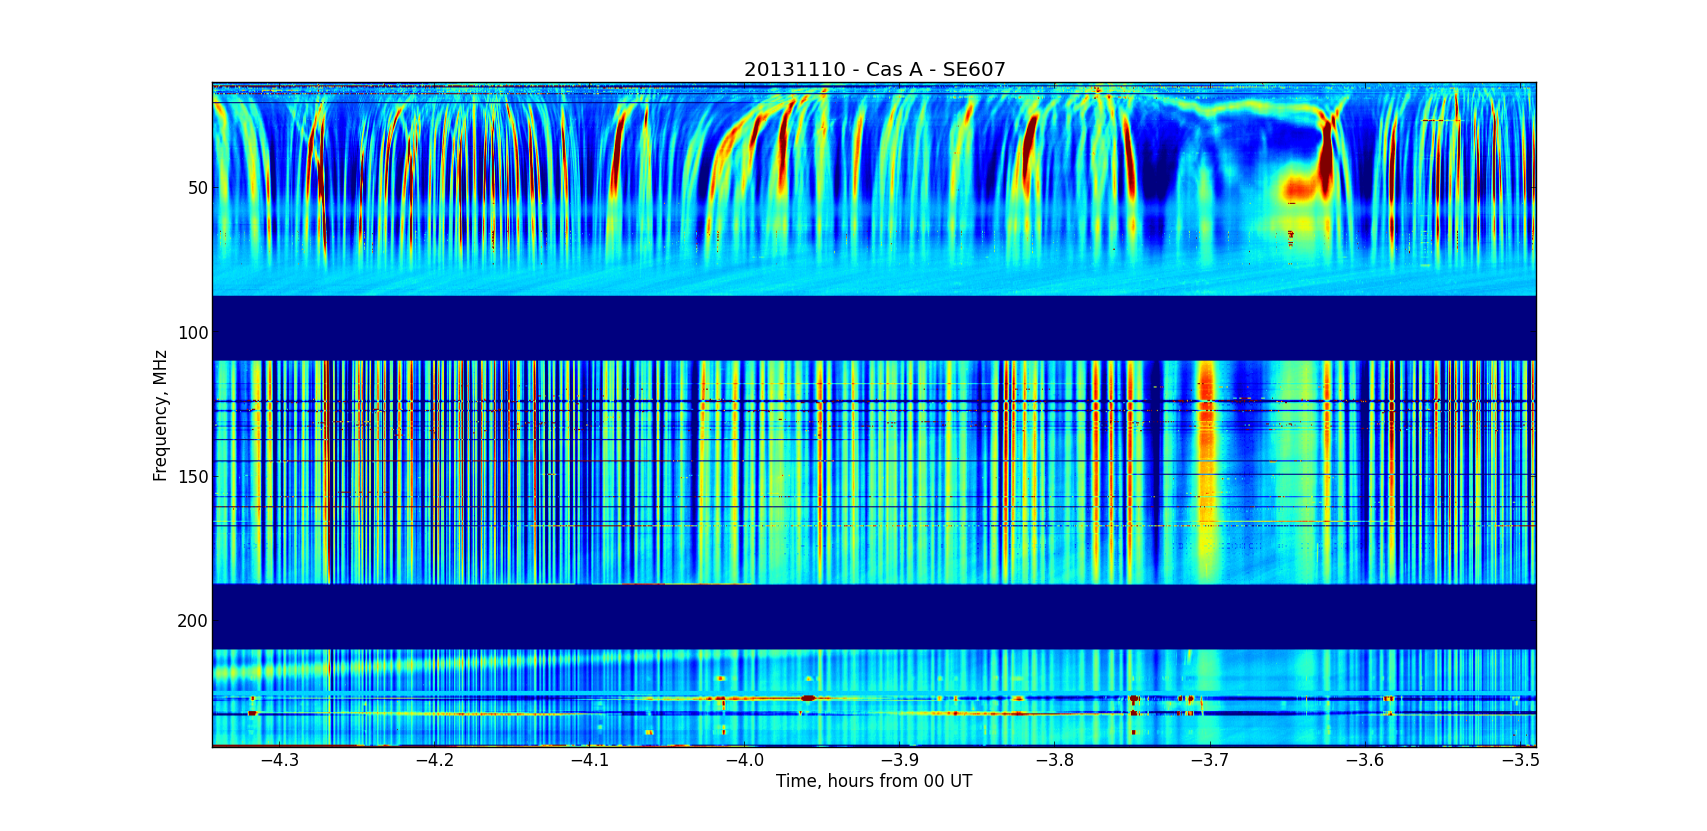 20131110 - Cas A - SE607
50
100
150
200
Frequency, MHz
−4.3 −4.2 −4.1 −4.0 −3.9 −3.8 −3.7 −3.6 −3.5
Time, hours from 00 UT